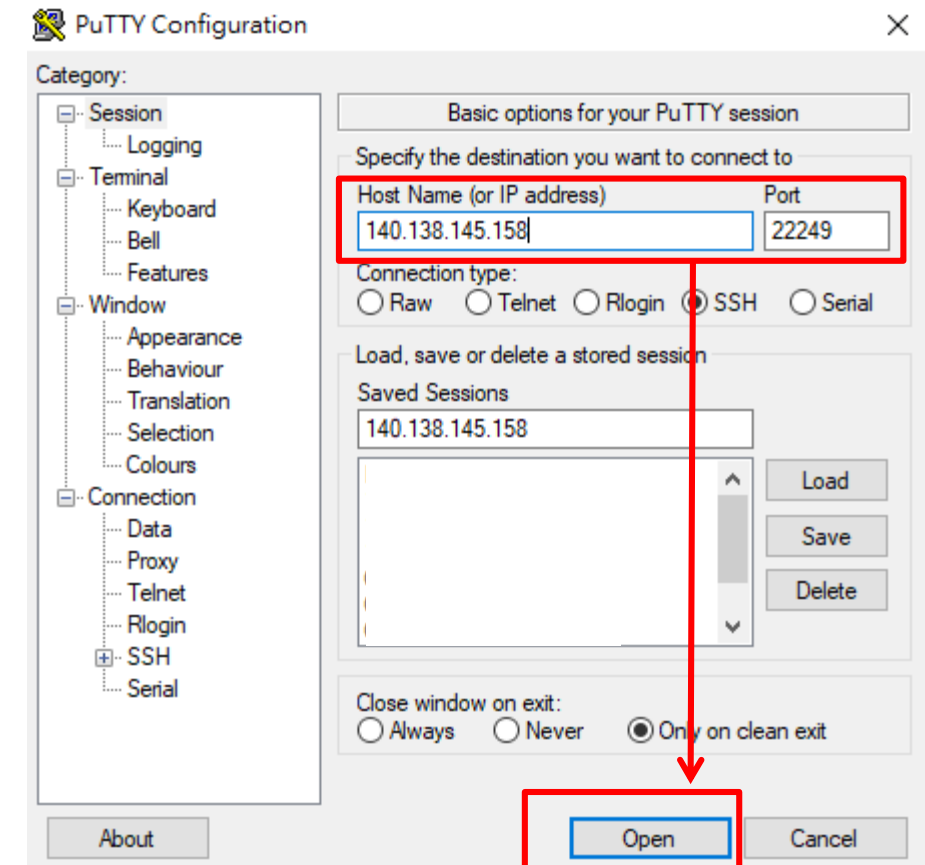 PuTTY Configuration
Category:
Session
Logging
Terminal
Keyboard
Bell
Features
Window
Appearance
Behaviour
Translation
Selection
Colours
Connection
Data
Proxy
Telnet
Rlogin
SSH
Serial
Basic options for your PuTTY session
Specify the destination you want to connect to
Host Name (or IP address) Port
140.138.145.158 22249
Connection type:
Raw Telnet Rlogin SSH Serial
Load, save or delete a stored session
Saved Sessions
140.138.145.158
Load
Save
Delete
Close window on exit:
Always Never Only on clean exit
About Open Cancel